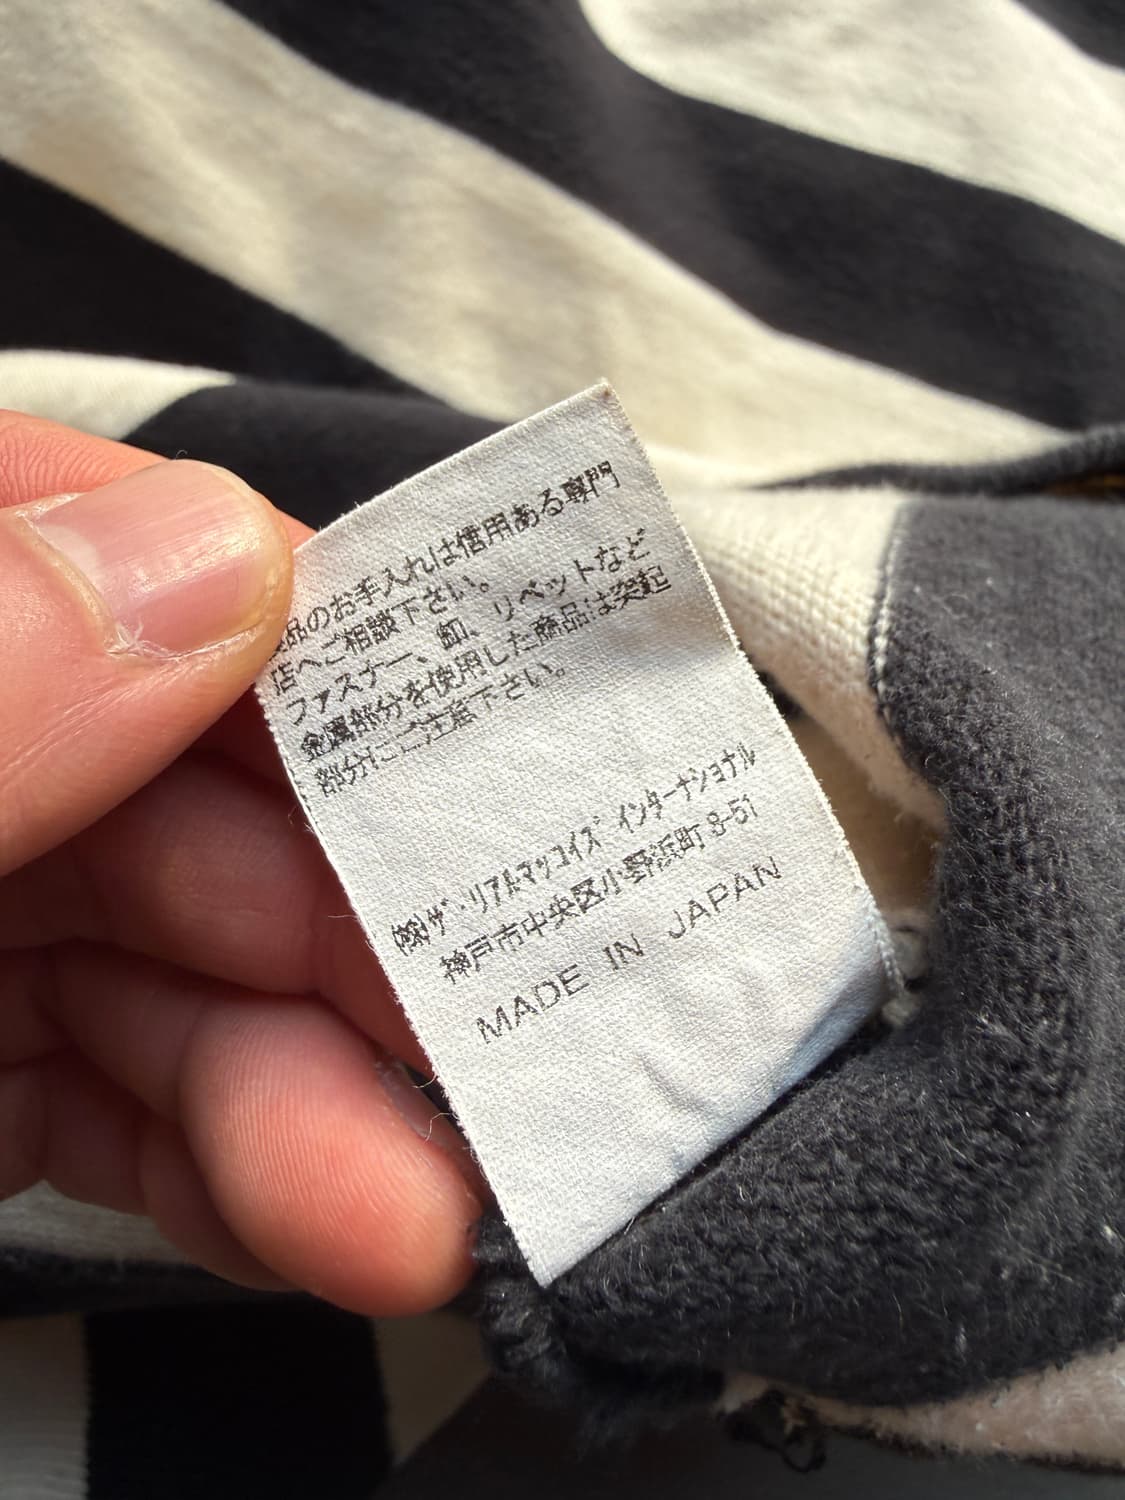 品のお手入れは信用ある専門
店へご相談下さい。
ファスナー、釦、リベットなど
金属部分を使用した商品は突起
部分にご注意下さい。
㈱ザ・リアルマッコイズ インターナショナル
神戸市中央区小野浜町 8-51
MADE IN JAPAN